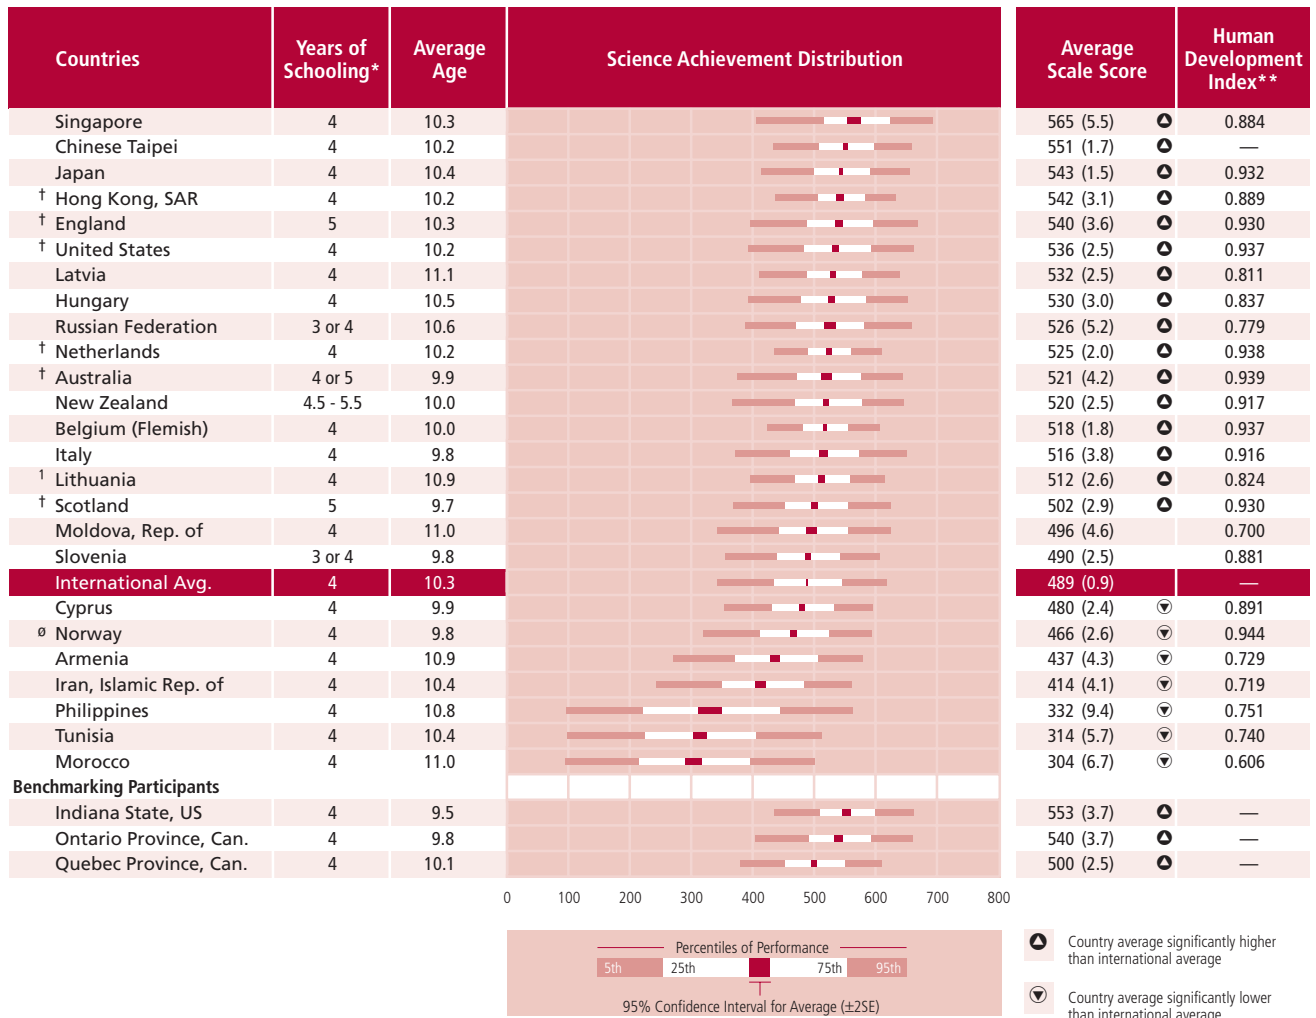 Countries Years of Schooling* Average Age Science Achievement Distribution Average Scale Score Human Development Index**
Singapore 4 10.3 565 (5.5) 0.884
Chinese Taipei 4 10.2 551 (1.7) —
Japan 4 10.4 543 (1.5) 0.932
† Hong Kong, SAR 4 10.2 542 (3.1) 0.889
† England 5 10.3 540 (3.6) 0.930
† United States 4 10.2 536 (2.5) 0.937
Latvia 4 11.1 532 (2.5) 0.811
Hungary 4 10.5 530 (3.0) 0.837
Russian Federation 3 or 4 10.6 526 (5.2) 0.779
† Netherlands 4 10.2 525 (2.0) 0.938
† Australia 4 or 5 9.9 521 (4.2) 0.939
New Zealand 4.5 - 5.5 10.0 520 (2.5) 0.917
Belgium (Flemish) 4 10.0 518 (1.8) 0.937
Italy 4 9.8 516 (3.8) 0.916
1 Lithuania 4 10.9 512 (2.6) 0.824
† Scotland 5 9.7 502 (2.9) 0.930
Moldova, Rep. of 4 11.0 496 (4.6) 0.700
Slovenia 3 or 4 9.8 490 (2.5) 0.881
International Avg. 4 10.3 489 (0.9) —
Cyprus 4 9.9 480 (2.4) 0.891
ø Norway 4 9.8 466 (2.6) 0.944
Armenia 4 10.9 437 (4.3) 0.729
Iran, Islamic Rep. of 4 10.4 414 (4.1) 0.719
Philippines 4 10.8 332 (9.4) 0.751
Tunisia 4 10.4 314 (5.7) 0.740
Morocco 4 11.0 304 (6.7) 0.606
Benchmarking Participants
Indiana State, US 4 9.5 553 (3.7) —
Ontario Province, Can. 4 9.8 540 (3.7) —
Quebec Province, Can. 4 10.1 500 (2.5) —
0 100 200 300 400 500 600 700 800
Percentiles of Performance
5th 25th 75th 95th
95% Confidence Interval for Average (±2SE)
Country average significantly higher
than international average
Country average significantly lower
than international average